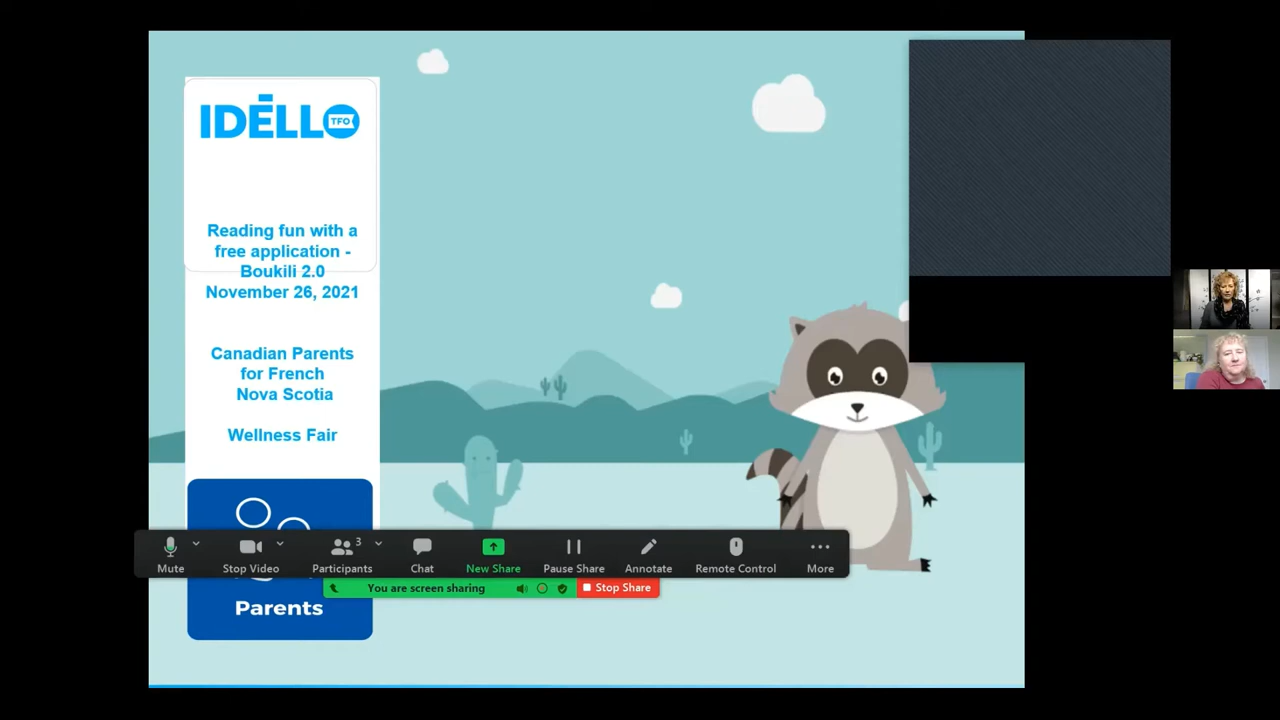 IDĒLLO
TFO
Reading fun with a
free application -
Boukili 2.0
November 26, 2021
Canadian Parents
for French
Nova Scotia
Wellness Fair
3
Mute
Stop Video
Participants
Chat
New Share
Pause Share
Annotate
Remote Control
More
You are screen sharing
Stop Share
Parents